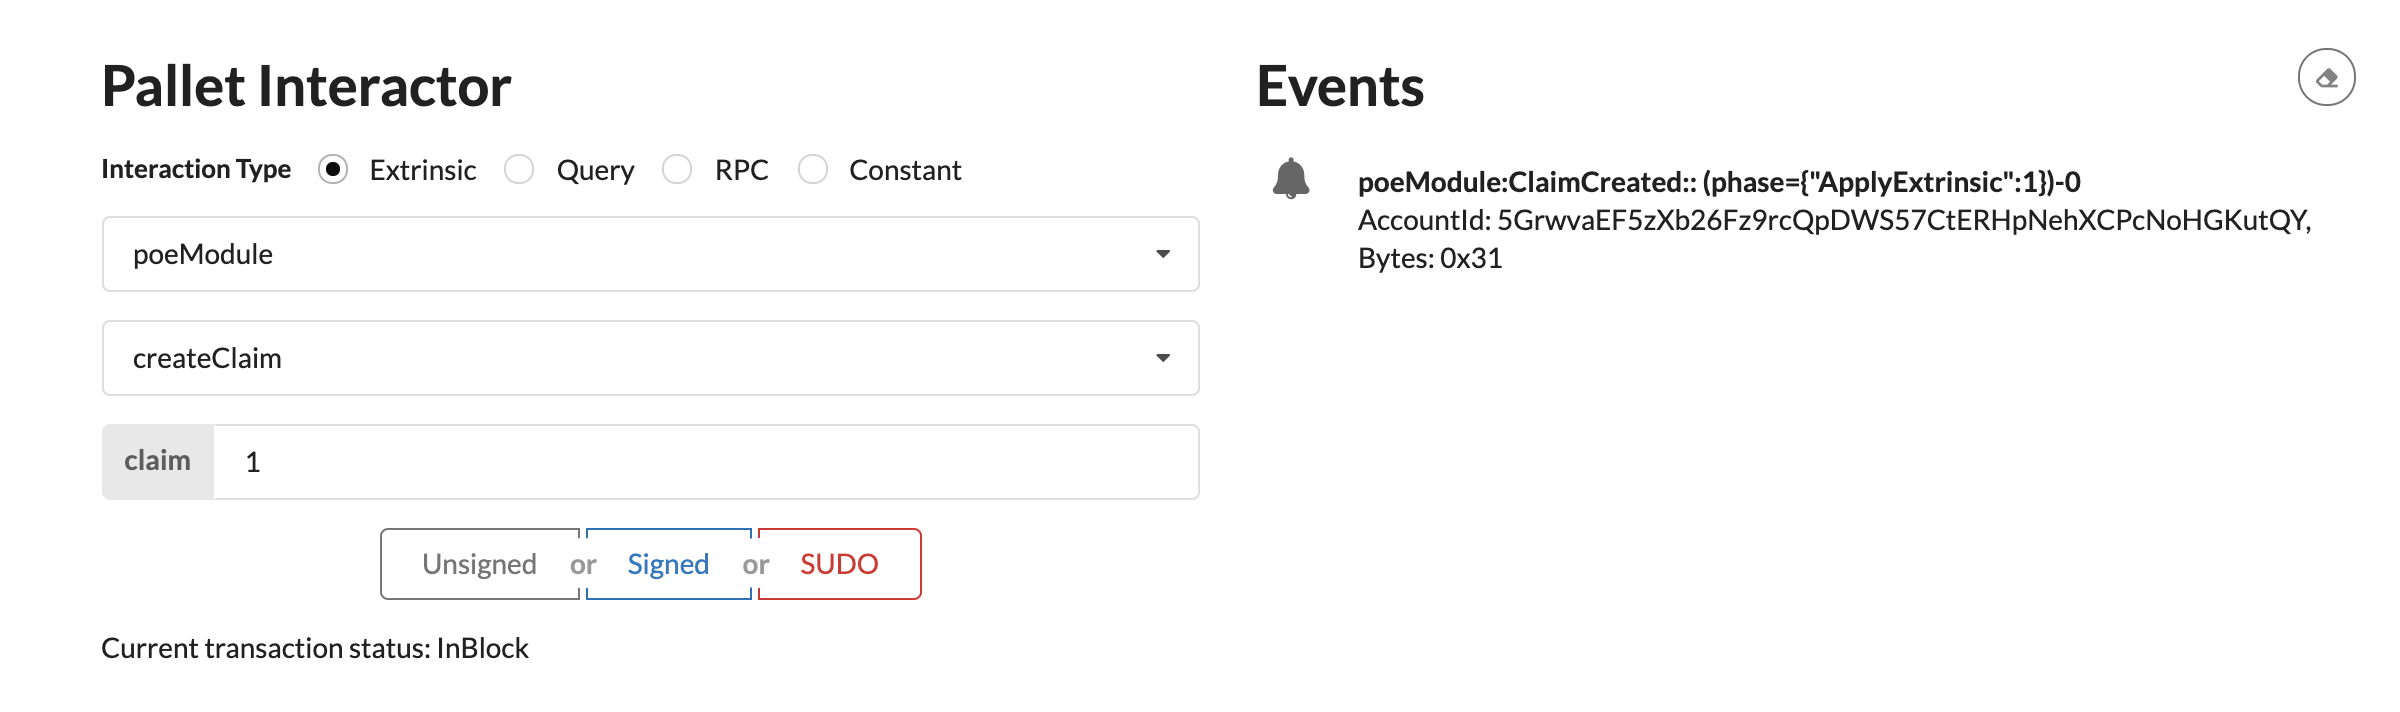 Pallet Interactor
Interaction Type Extrinsic Query RPC Constant
poeModule
createClaim
claim 1
Unsigned or Signed or SUDO
Current transaction status: InBlock
Events
poeModule:ClaimCreated:: (phase={"ApplyExtrinsic":1})-0
AccountId: 5GrwvaEF5zXb26Fz9rcQpDWS57CtERHpNehXCPcNoHGKutQY,
Bytes: 0x31